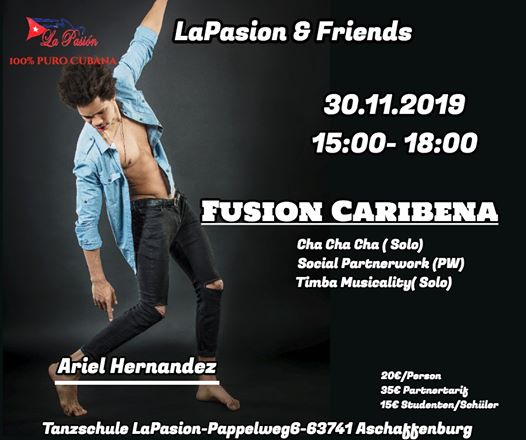 La Pasión
100% PURO CUBANA
LaPasion & Friends
30.11.2019
15:00- 18:00
FUSION CARIBENA
Cha Cha Cha ( Solo)
Social Partnerwork (PW)
Timba Musicality( Solo)
Ariel Hernandez
20€/Person
35€ Partnertarif
15€ Studenten/Schüler
Tanzschule LaPasion-Pappelweg6-63741 Aschaffenburg